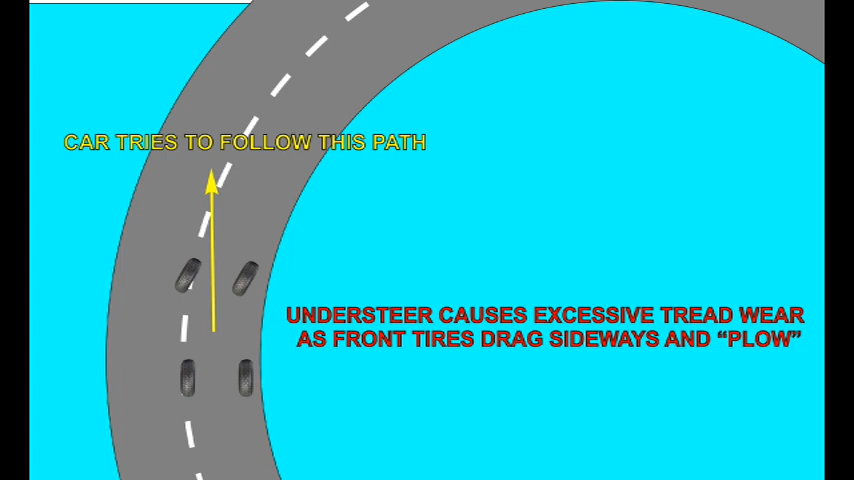 CAR TRIES TO FOLLOW THIS PATH
UNDERSTEER CAUSES EXCESSIVE TREAD WEAR
AS FRONT TIRES DRAG SIDEWAYS AND “PLOW”